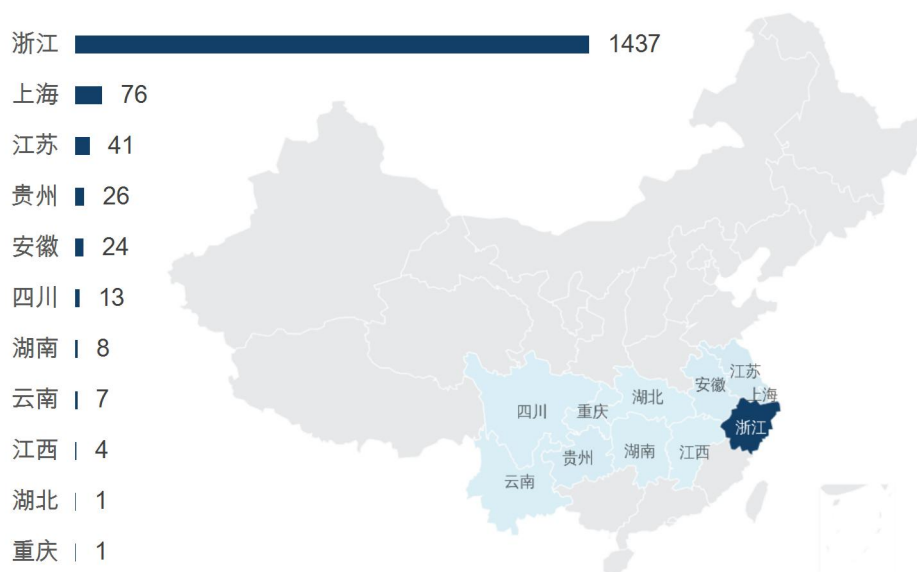 浙江 1437
上海 76
江苏 41
贵州 26
安徽 24
四川 13
湖南 8
云南 7
江西 4
湖北 1
重庆 1
江苏
安徽
上海
湖北
四川
重庆
浙江
湖南
江西
贵州
云南